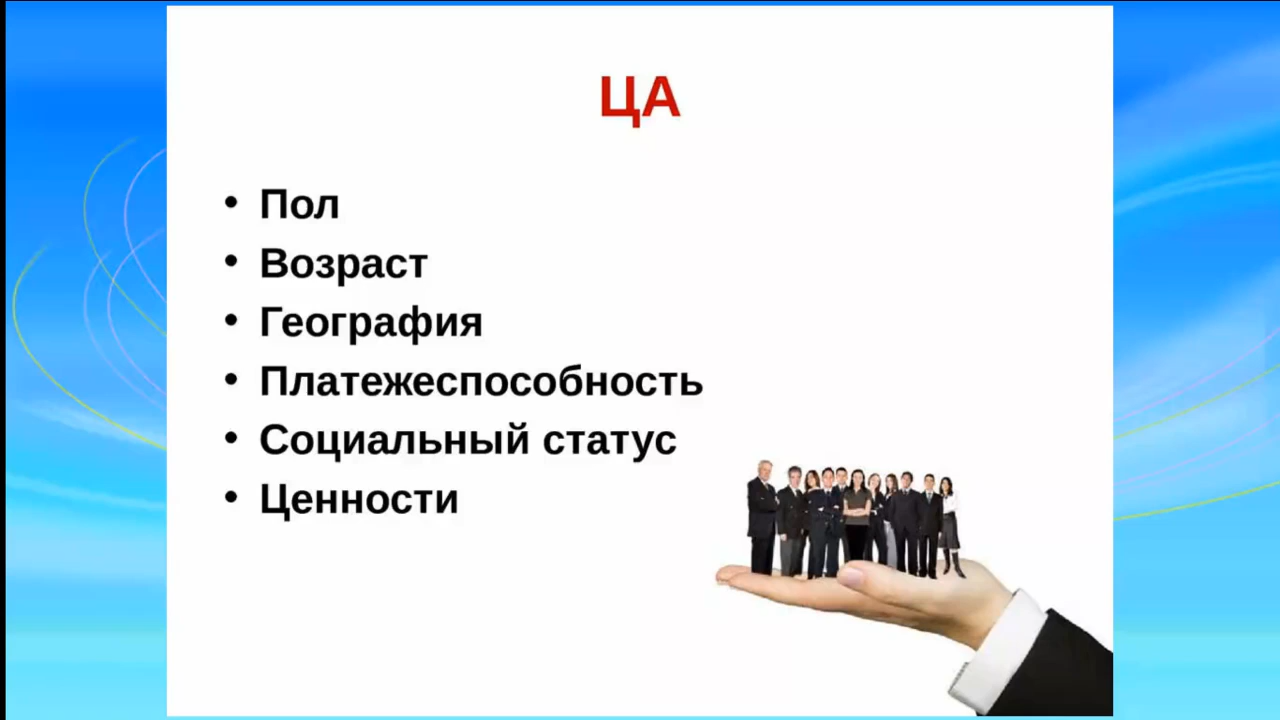 ЦА
• Пол
• Возраст
• География
• Платежеспособность
• Социальный статус
• Ценности